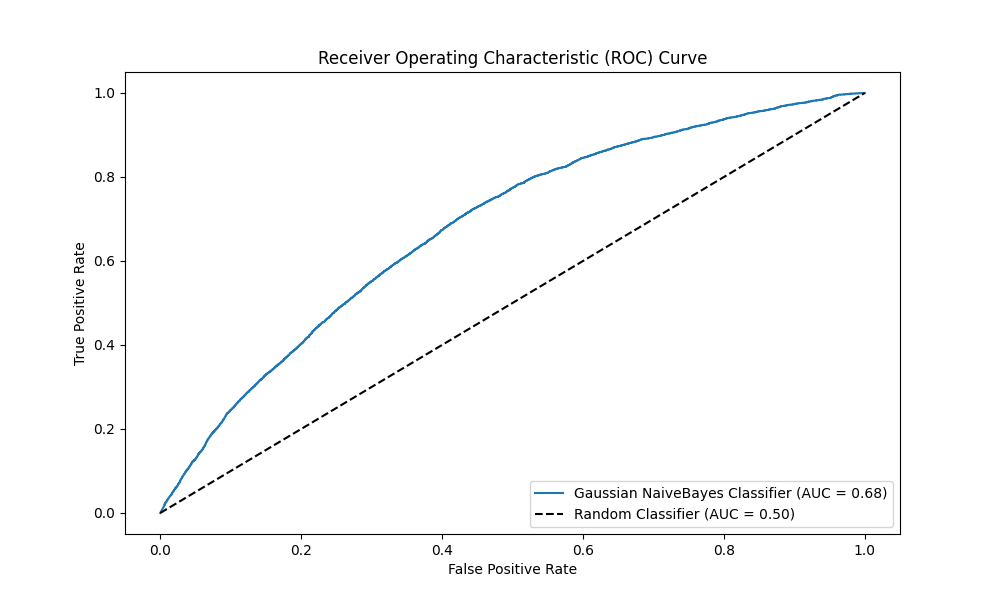 Receiver Operating Characteristic (ROC) Curve
True Positive Rate
1.0
0.8
0.6
0.4
0.2
0.0
Gaussian NaiveBayes Classifier (AUC = 0.68)
Random Classifier (AUC = 0.50)
0.0 0.2 0.4 0.6 0.8 1.0
False Positive Rate